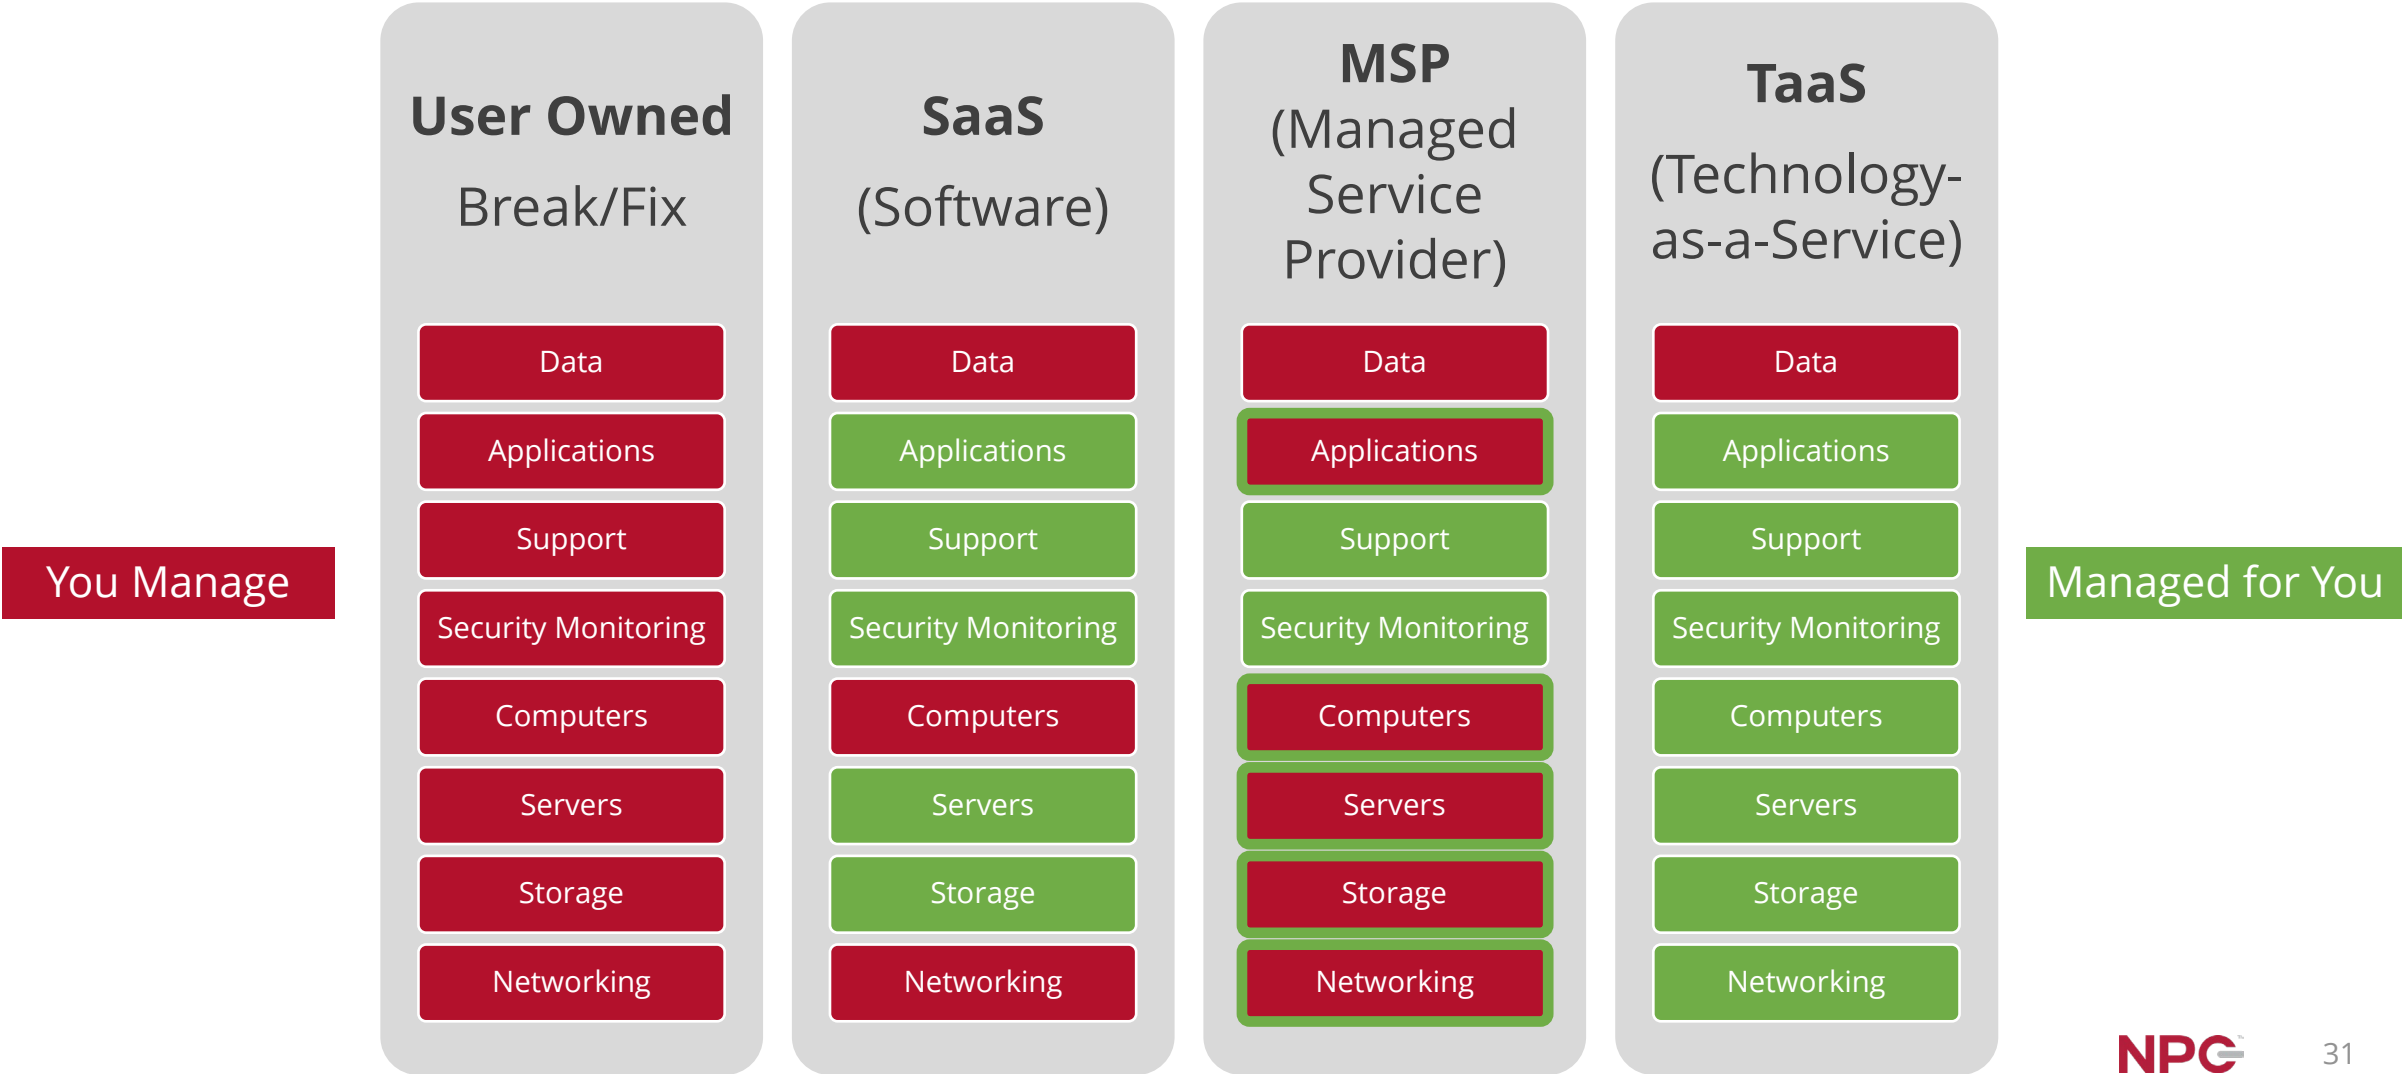 You Manage
User Owned
Break/Fix
Data
Applications
Support
Security Monitoring
Computers
Servers
Storage
Networking
SaaS
(Software)
Data
Applications
Support
Security Monitoring
Computers
Servers
Storage
Networking
MSP
(Managed
Service
Provider)
Data
Applications
Support
Security Monitoring
Computers
Servers
Storage
Networking
TaaS
(Technology-
as-a-Service)
Data
Applications
Support
Security Monitoring
Computers
Servers
Storage
Networking
Managed for You
NPG
31